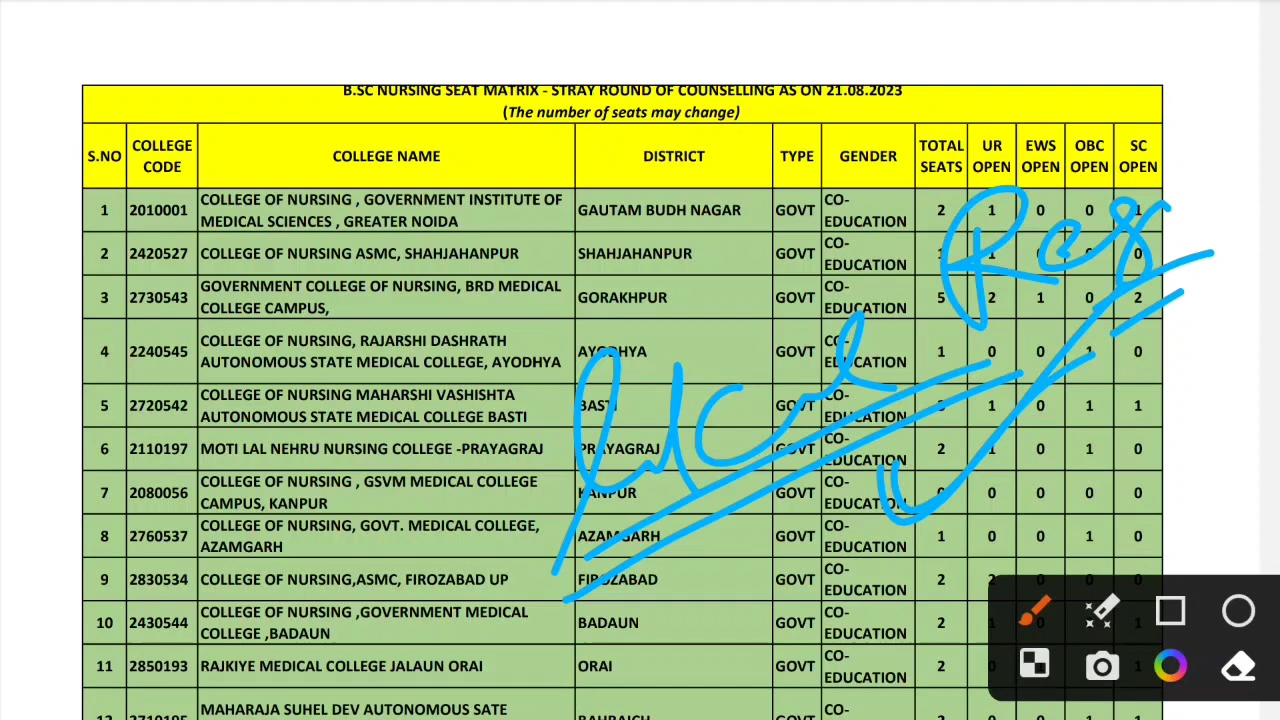 B.SC NURSING SEAT MATRIX - STRAY ROUND OF COUNSELLING AS ON 21.08.2023
(The number of seats may change)
S.NO COLLEGE CODE COLLEGE NAME DISTRICT TYPE GENDER TOTAL SEATS UR OPEN EWS OPEN OBC OPEN SC OPEN
1 2010001 COLLEGE OF NURSING , GOVERNMENT INSTITUTE OF MEDICAL SCIENCES , GREATER NOIDA GAUTAM BUDH NAGAR GOVT CO-EDUCATION 2 1 0 0 1
2 2420527 COLLEGE OF NURSING ASMC, SHAHJAHANPUR SHAHJAHANPUR GOVT CO-EDUCATION 1 1 0 0
3 2730543 GOVERNMENT COLLEGE OF NURSING, BRD MEDICAL COLLEGE CAMPUS, GORAKHPUR GOVT CO-EDUCATION 5 2 1 0 2
4 2240545 COLLEGE OF NURSING, RAJARSHI DASHRATH AUTONOMOUS STATE MEDICAL COLLEGE, AYODHYA AYODHYA GOVT CO-EDUCATION 1 0 0 1 0
5 2720542 COLLEGE OF NURSING MAHARSHI VASHISHTA AUTONOMOUS STATE MEDICAL COLLEGE BASTI BASTI GOVT CO-EDUCATION 3 1 0 1 1
6 2110197 MOTI LAL NEHRU NURSING COLLEGE -PRAYAGRAJ PRAYAGRAJ GOVT CO-EDUCATION 2 1 0 1 0
7 2080056 COLLEGE OF NURSING , GSVM MEDICAL COLLEGE CAMPUS, KANPUR KANPUR GOVT CO-EDUCATION 0 0 0 0 0
8 2760537 COLLEGE OF NURSING, GOVT. MEDICAL COLLEGE, AZAMGARH AZAMGARH GOVT CO-EDUCATION 1 0 0 1 0
9 2830534 COLLEGE OF NURSING,ASMC, FIROZABAD UP FIROZABAD GOVT CO-EDUCATION 2 2 0 0 0
10 2430544 COLLEGE OF NURSING ,GOVERNMENT MEDICAL COLLEGE ,BADAUN BADAUN GOVT CO-EDUCATION 2 1 0 1
11 2850193 RAJKIYE MEDICAL COLLEGE JALAUN ORAI ORAI GOVT CO-EDUCATION 2 0 1
MAHARAJA SUHEL DEV AUTONOMOUS SATE BAHRAICH GOVT CO-
Reg